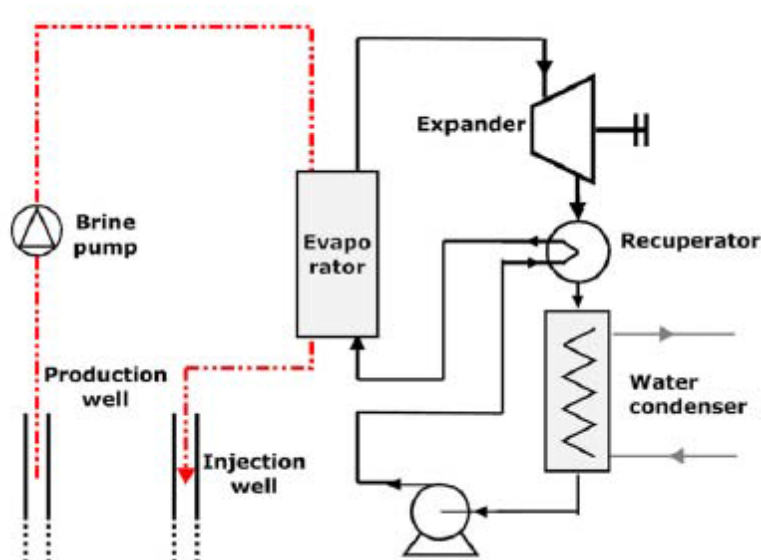 Expander
Brine
pump
Evapo
rator
Recuperator
Production
well
Water
condenser
Injection
well